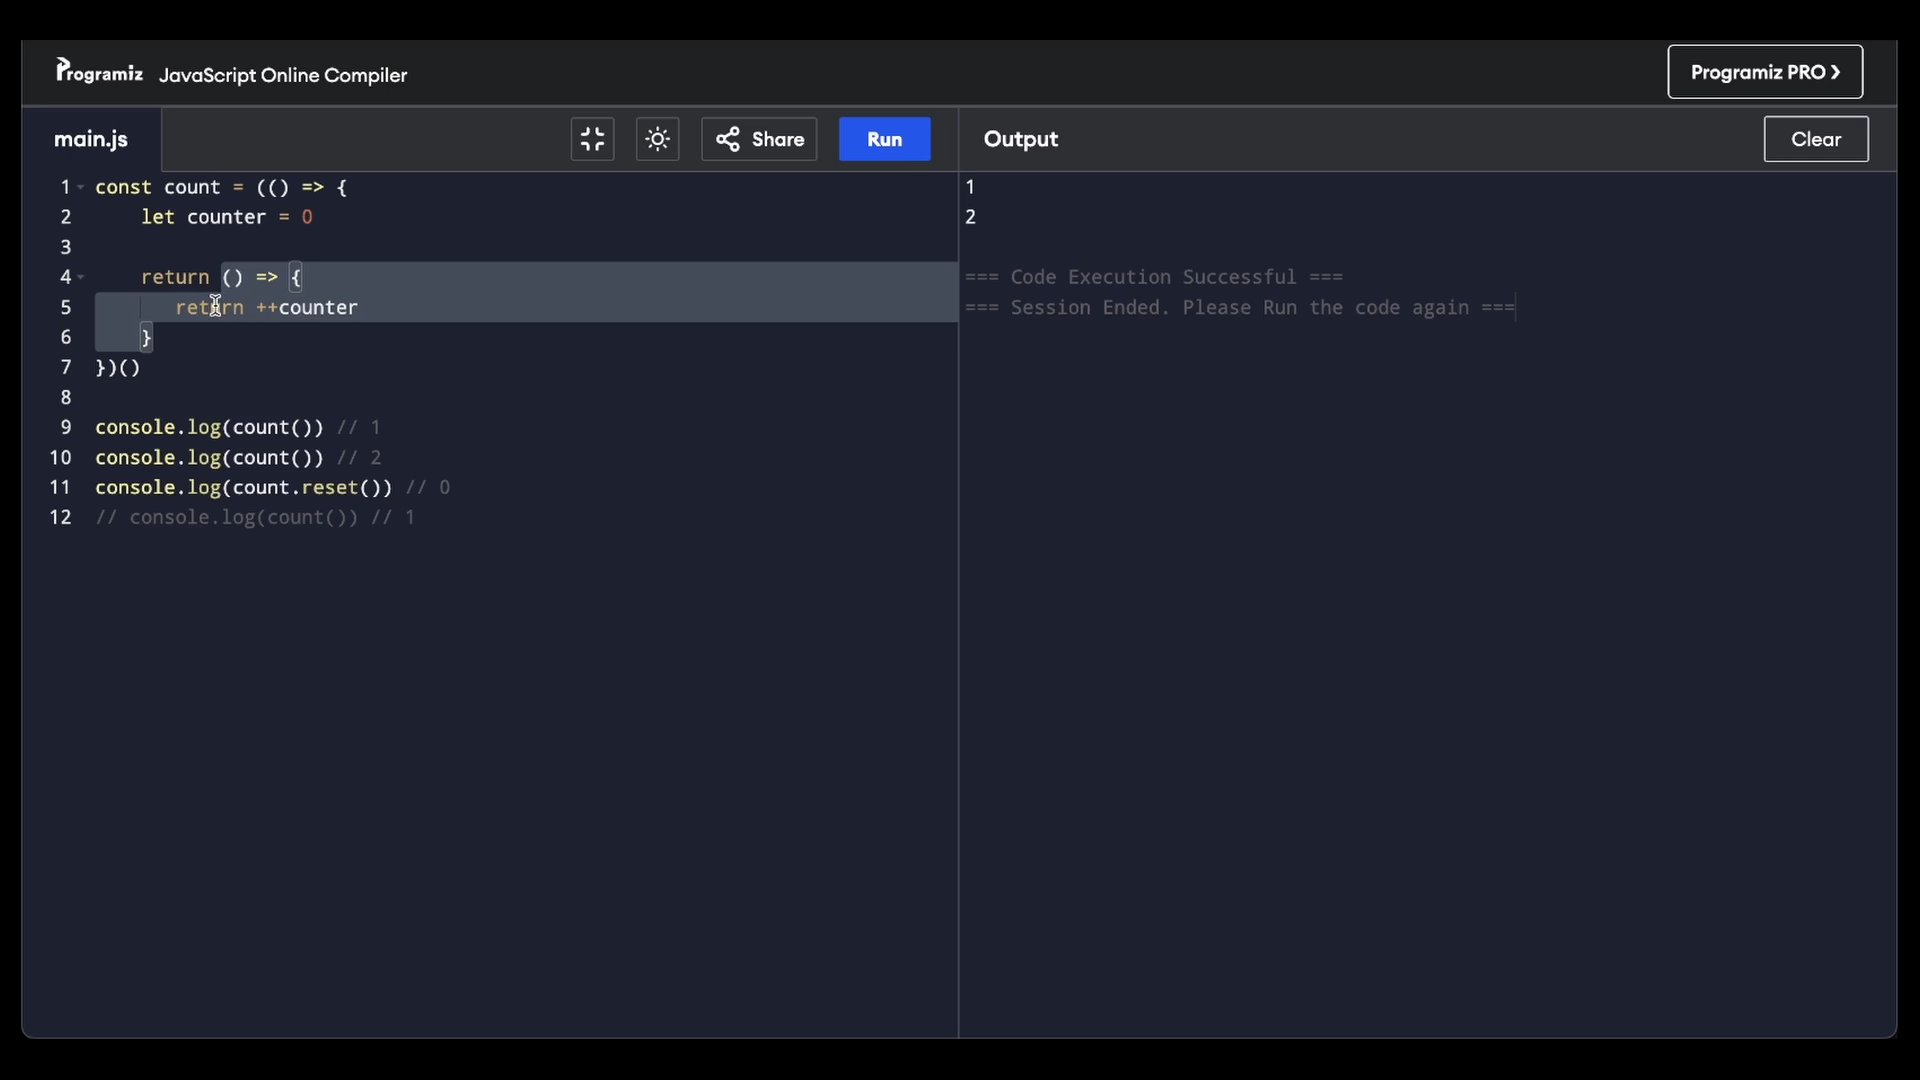 Programiz JavaScript Online Compiler
Programiz PRO ❯
main.js
Share
Run
Output
Clear
1 const count = (() => {
2 let counter = 0
3
4 return () => {
5 return ++counter
6 }
7 })()
8
9 console.log(count()) // 1
10 console.log(count()) // 2
11 console.log(count.reset()) // 0
12 // console.log(count()) // 1
1
2
=== Code Execution Successful ===
=== Session Ended. Please Run the code again ===